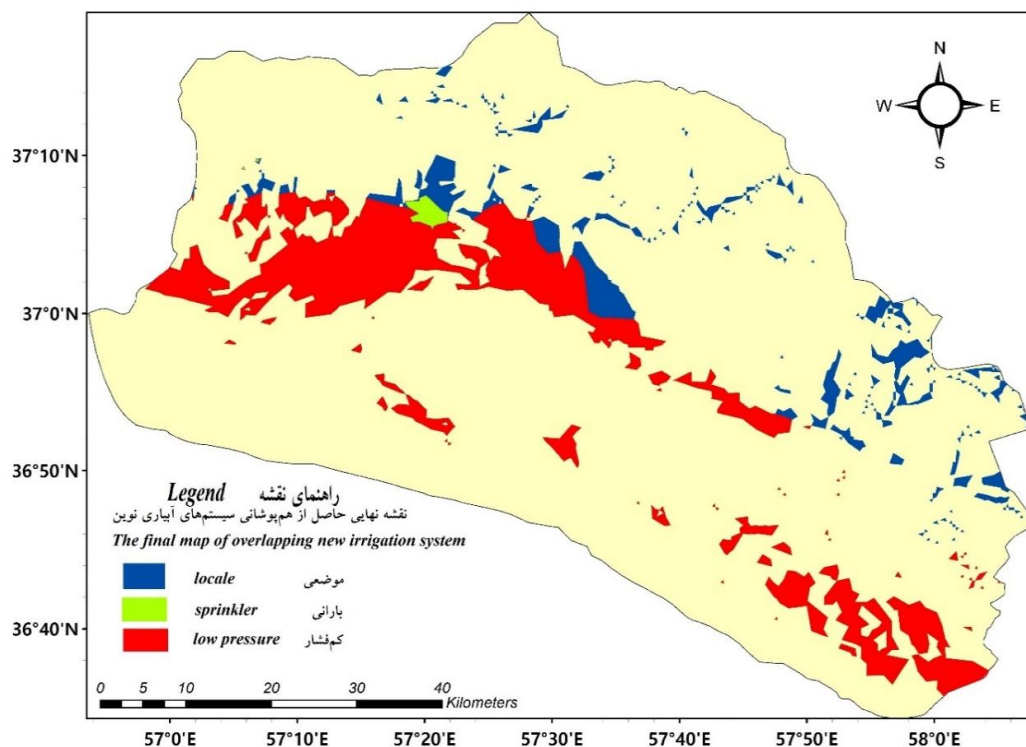 N
W E
S
37°10'N
37°0'N
36°50'N
36°40'N
Legend راهنمای نقشه
نقشه نهایی حاصل از هم‌پوشانی سیستم‌های آبیاری نوین
The final map of overlapping new irrigation system
locale موضعی
sprinkler بارانی
low pressure کم‌فشار
0 5 10 20 30 40
Kilometers
57°0'E 57°10'E 57°20'E 57°30'E 57°40'E 57°50'E 58°0'E